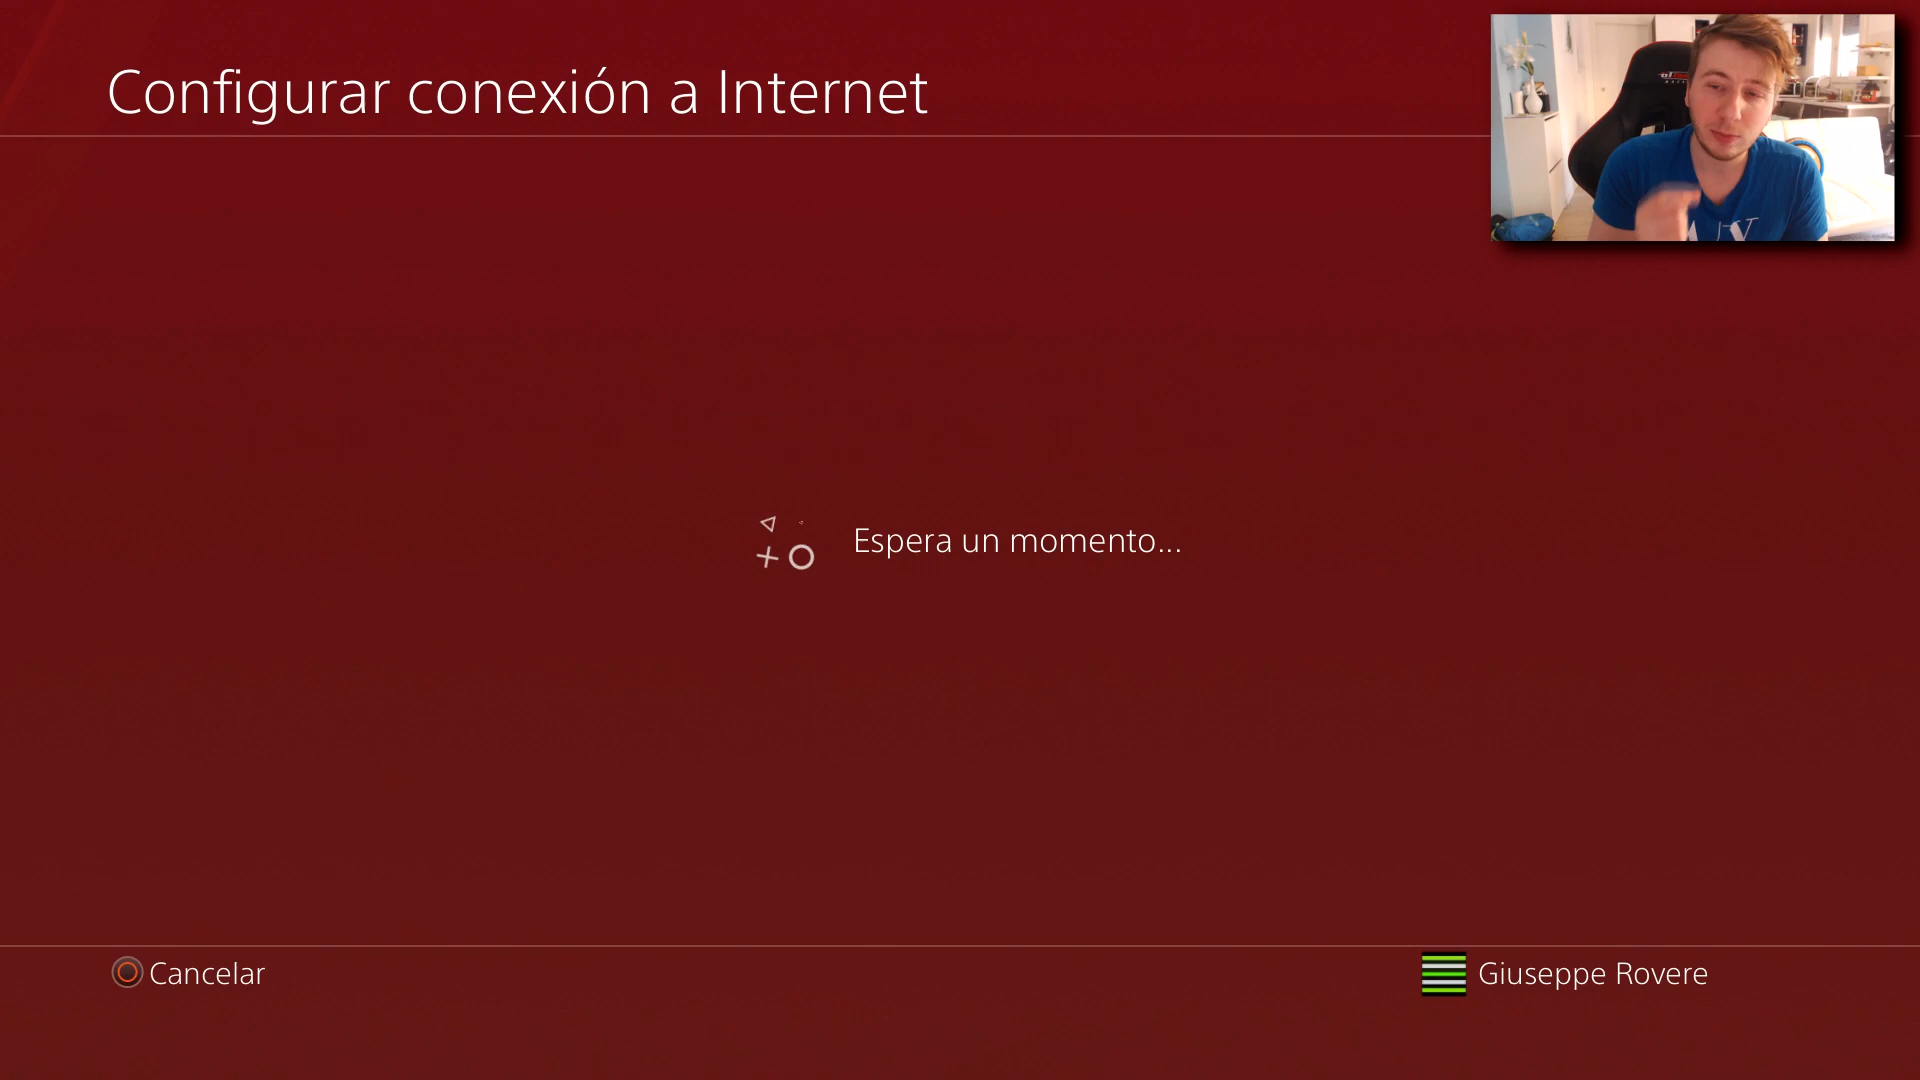 Configurar conexión a Internet
Espera un momento...
Cancelar
Giuseppe Rovere